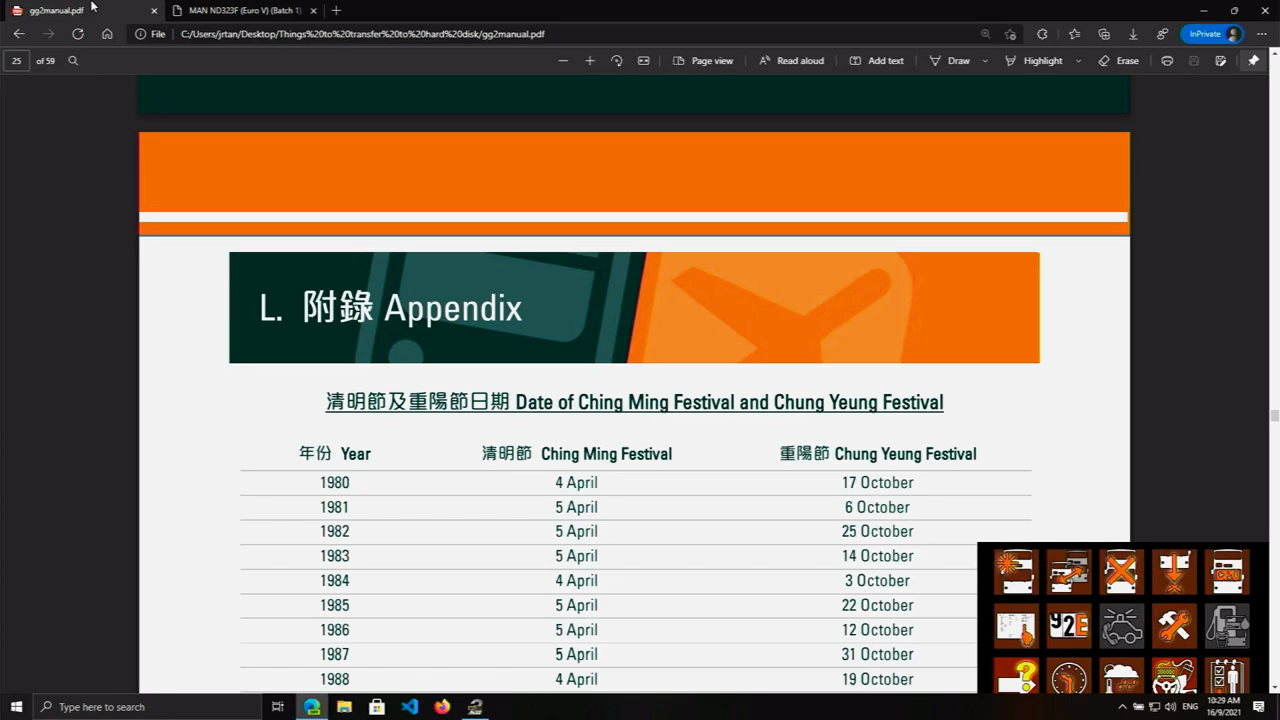 gg2manual.pdf
MAN ND323F (Euro V) (Batch 1)
File
C:/Users/jrtan/Desktop/Things%20to%20transfer%20to%20hard%20disk/gg2manual.pdf
InPrivate
25 of 59
Page view
Read aloud
Add text
Draw
Highlight
Erase
L. 附錄 Appendix
清明節及重陽節日期 Date of Ching Ming Festival and Chung Yeung Festival
年份 Year 清明節 Ching Ming Festival 重陽節 Chung Yeung Festival
1980 4 April 17 October
1981 5 April 6 October
1982 5 April 25 October
1983 5 April 14 October
1984 4 April 3 October
1985 5 April 22 October
1986 5 April 12 October
1987 5 April 31 October
1988 4 April 19 October
92E
Type here to search
ENG
10:29 AM
16/9/2021